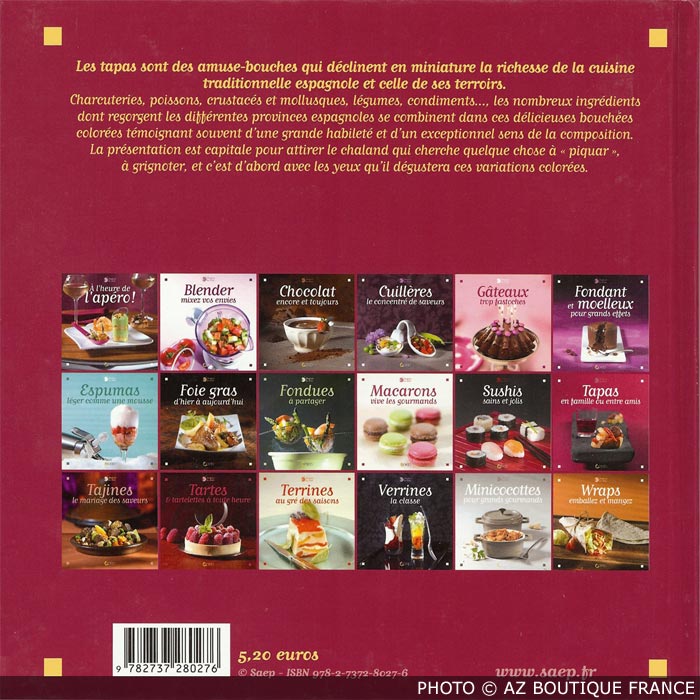 Les tapas sont des amuse-bouches qui déclinent en miniature la richesse de la cuisine
traditionnelle espagnole et celle de ses terroirs.
Charcuteries, poissons, crustacés et mollusques, légumes, condiments..., les nombreux ingrédients
dont regorgent les différentes provinces espagnoles se combinent dans ces délicieuses bouchées
colorées témoignant souvent d'une grande habileté et d'un exceptionnel sens de la composition.
La présentation est capitale pour attirer le chaland qui cherche quelque chose à « piquar »,
à grignoter, et c'est d'abord avec les yeux qu'il dégustera ces variations colorées.
À l'heure de
l'apéro!
Blender
mixez vos envies
Chocolat
encore et toujours
Cuillères
le concentré de saveurs
Gâteaux
trop fastoches
Fondant
et moelleux
pour grands effets
Espumas
léger comme une mousse
Foie gras
d'hier à aujourd'hui
Fondues
à partager
Macarons
vive les gourmands
Sushis
sains et jolis
Tapas
en famille ou entre amis
Tajines
le mariage des saveurs
Tartes
& tartelettes à toute heure
Terrines
au gré des saisons
Verrines
la classe
Minicocottes
pour grands gourmands
Wraps
emballez et mangez
9 782737 280276
5,20 euros
© Saep - ISBN 978-2-7372-8027-6
www.saep.fr
PHOTO © AZ BOUTIQUE FRANCE